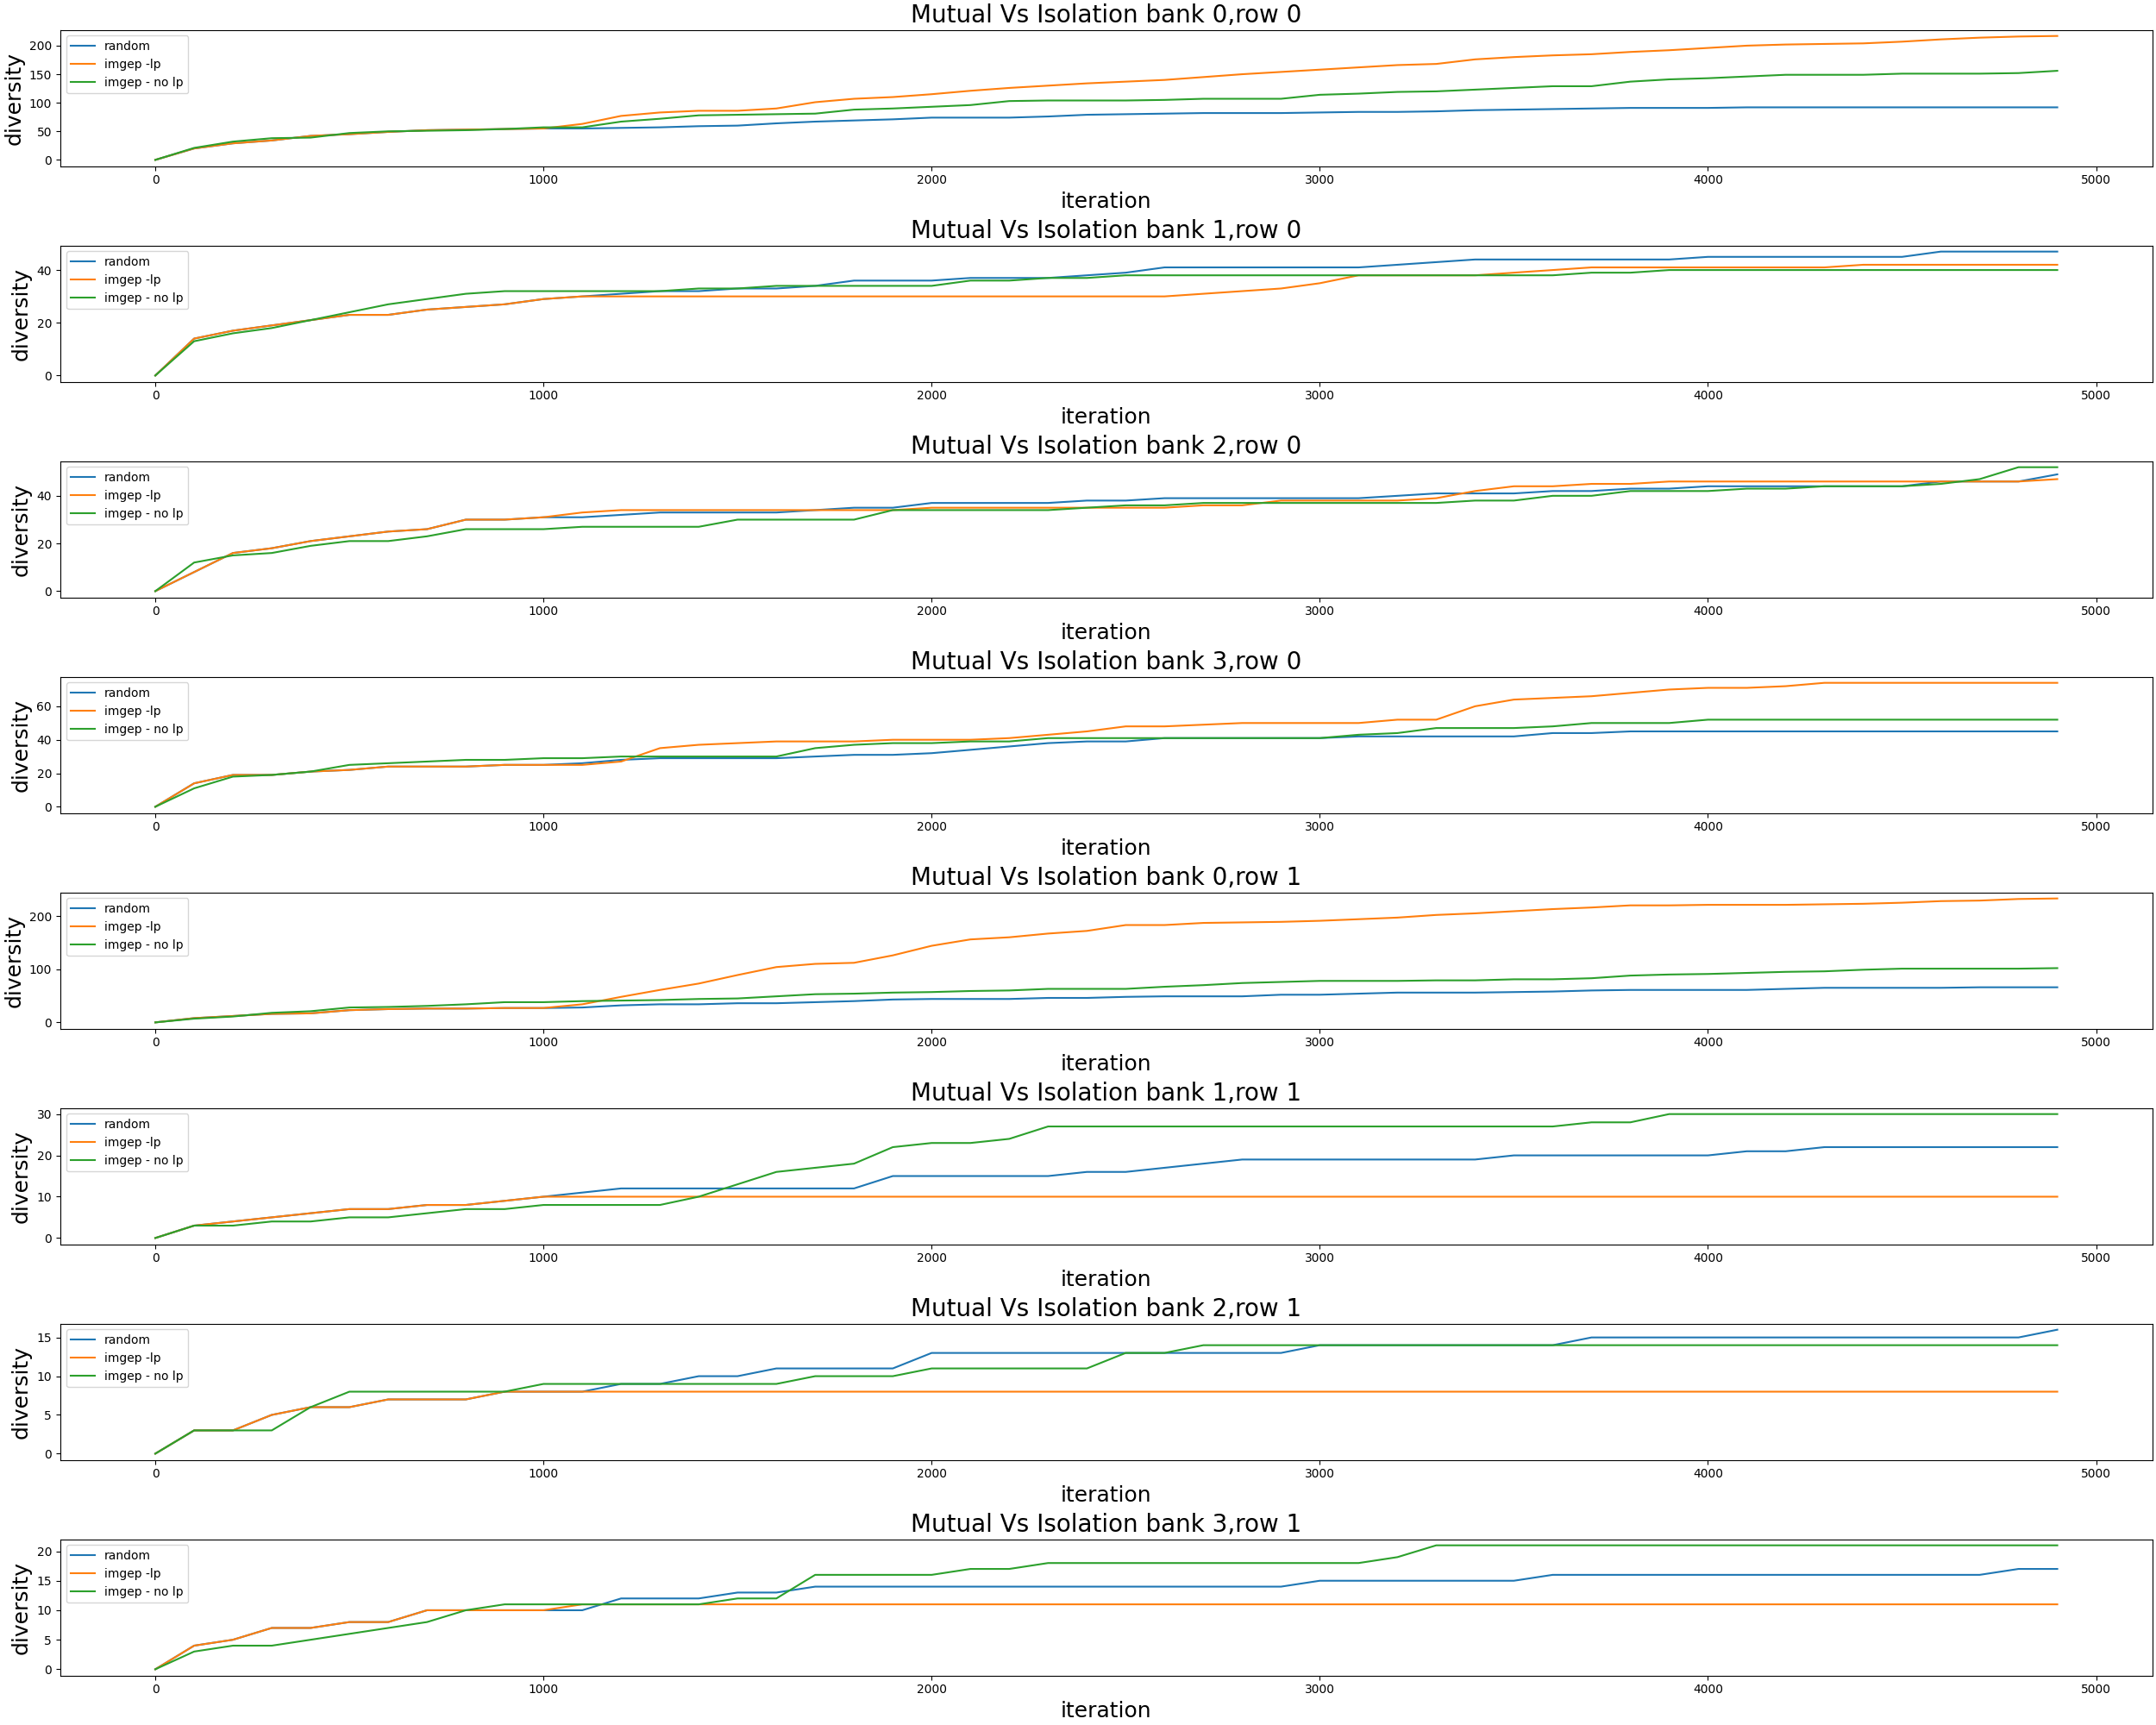 Mutual Vs Isolation bank 0,row 0
random
imgep -lp
imgep - no lp
diversity
200
150
100
50
0
0 1000 2000 3000 4000 5000
iteration
Mutual Vs Isolation bank 1,row 0
random
imgep -lp
imgep - no lp
diversity
40
20
0
0 1000 2000 3000 4000 5000
iteration
Mutual Vs Isolation bank 2,row 0
random
imgep -lp
imgep - no lp
diversity
40
20
0
0 1000 2000 3000 4000 5000
iteration
Mutual Vs Isolation bank 3,row 0
random
imgep -lp
imgep - no lp
diversity
60
40
20
0
0 1000 2000 3000 4000 5000
iteration
Mutual Vs Isolation bank 0,row 1
random
imgep -lp
imgep - no lp
diversity
200
100
0
0 1000 2000 3000 4000 5000
iteration
Mutual Vs Isolation bank 1,row 1
random
imgep -lp
imgep - no lp
diversity
30
20
10
0
0 1000 2000 3000 4000 5000
iteration
Mutual Vs Isolation bank 2,row 1
random
imgep -lp
imgep - no lp
diversity
15
10
5
0
0 1000 2000 3000 4000 5000
iteration
Mutual Vs Isolation bank 3,row 1
random
imgep -lp
imgep - no lp
diversity
20
15
10
5
0
0 1000 2000 3000 4000 5000
iteration